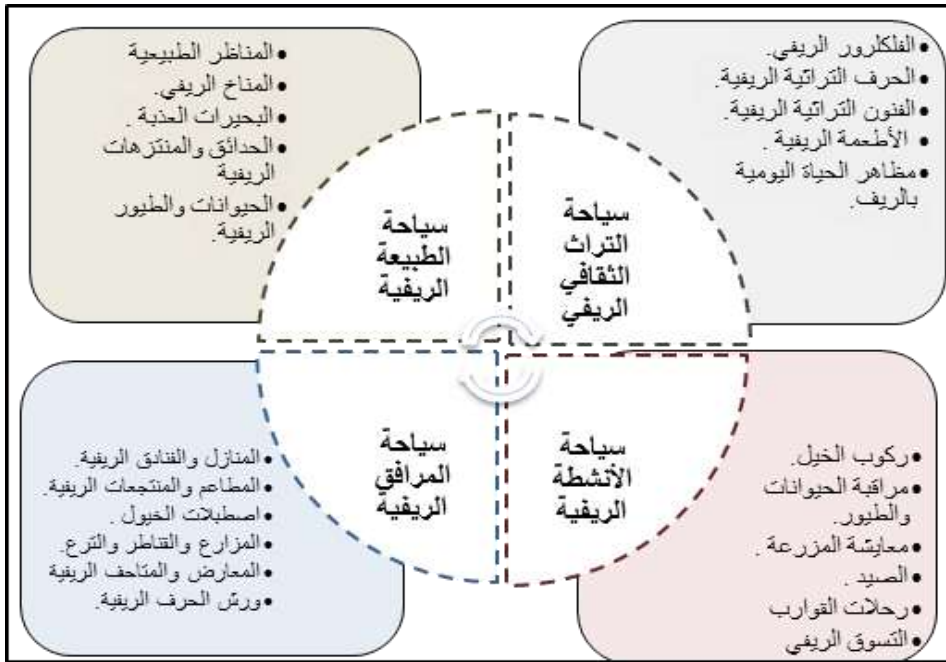 الفلكلرور الريفي.
الحرف التراثية الريفية.
الفنون التراثية الريفية.
الأطعمة الريفية .
مظاهر الحياة اليومية
بالريف.
سياحة
التراث
الثقافي
الريفي
المناظر الطبيعية
المناخ الريفي.
البحيرات العذبة .
الحدائق والمنتزهات
الريفية
الحيوانات والطيور
الريفية.
سياحة
الطبيعة
الريفية
ركوب الخيل.
مراقبة الحيوانات
والطيور.
معايشة المزرعة .
الصيد .
رحلات القوارب
التسوق الريفي
سياحة
الأنشطة
الريفية
المنازل والفنادق الريفية.
المطاعم والمنتجعات الريفية.
اصطبلات الخيول .
المزارع والقناطر والترع.
المعارض والمتاحف الريفية
ورش الحرف الريفية.
سياحة
المرافق
الريفية